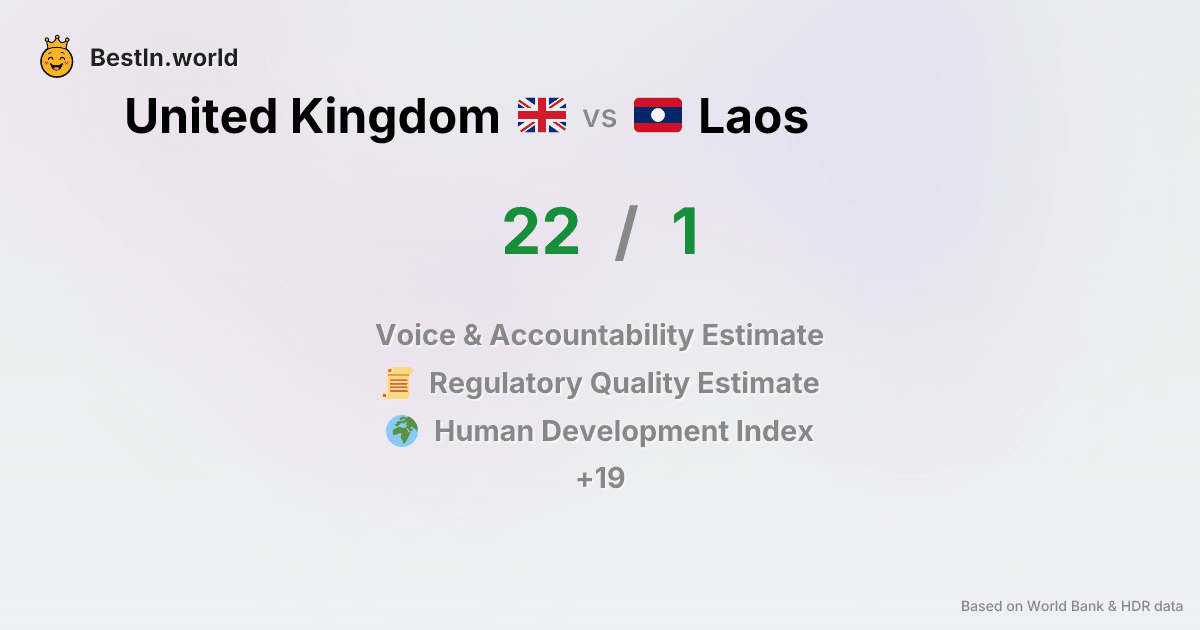 BestIn.world
United Kingdom vs Laos
22 / 1
Voice & Accountability Estimate
Regulatory Quality Estimate
Human Development Index
+19
Based on World Bank & HDR data